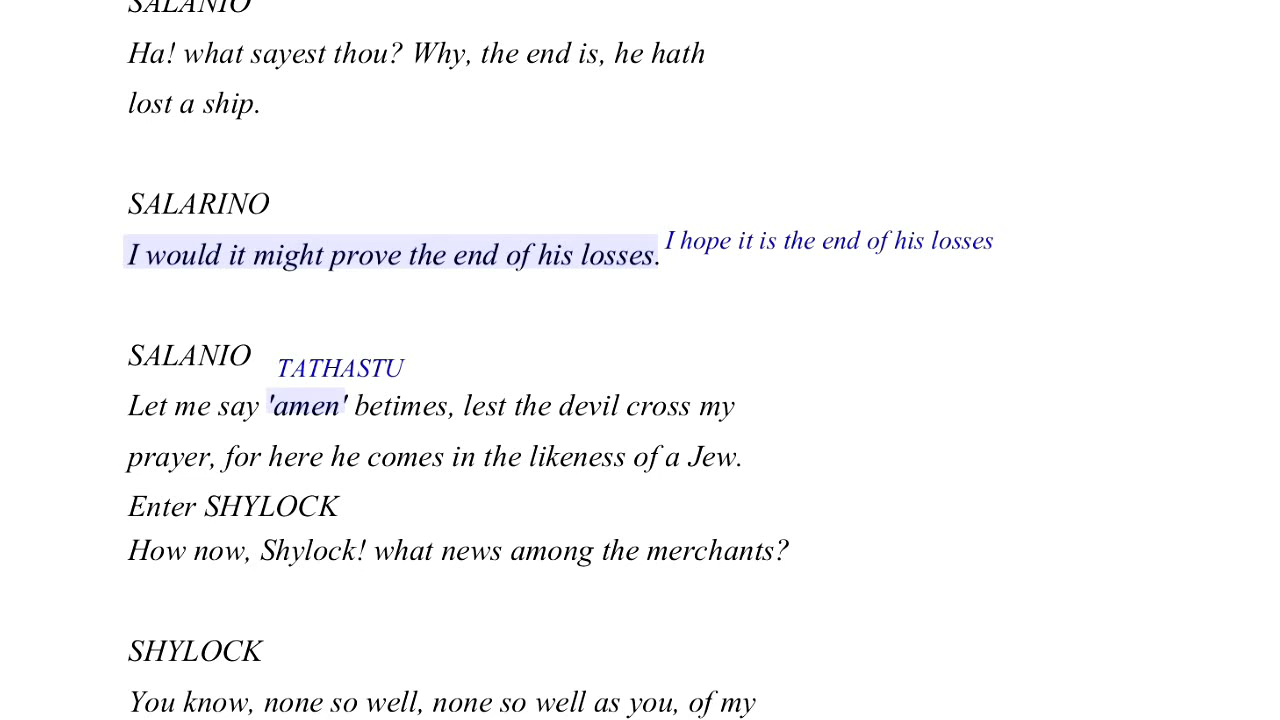 SALANIO
Ha! what sayest thou? Why, the end is, he hath
lost a ship.
SALARINO
I would it might prove the end of his losses. I hope it is the end of his losses
SALANIO
TATHASTU
Let me say 'amen' betimes, lest the devil cross my
prayer, for here he comes in the likeness of a Jew.
Enter SHYLOCK
How now, Shylock! what news among the merchants?
SHYLOCK
You know, none so well, none so well as you, of my